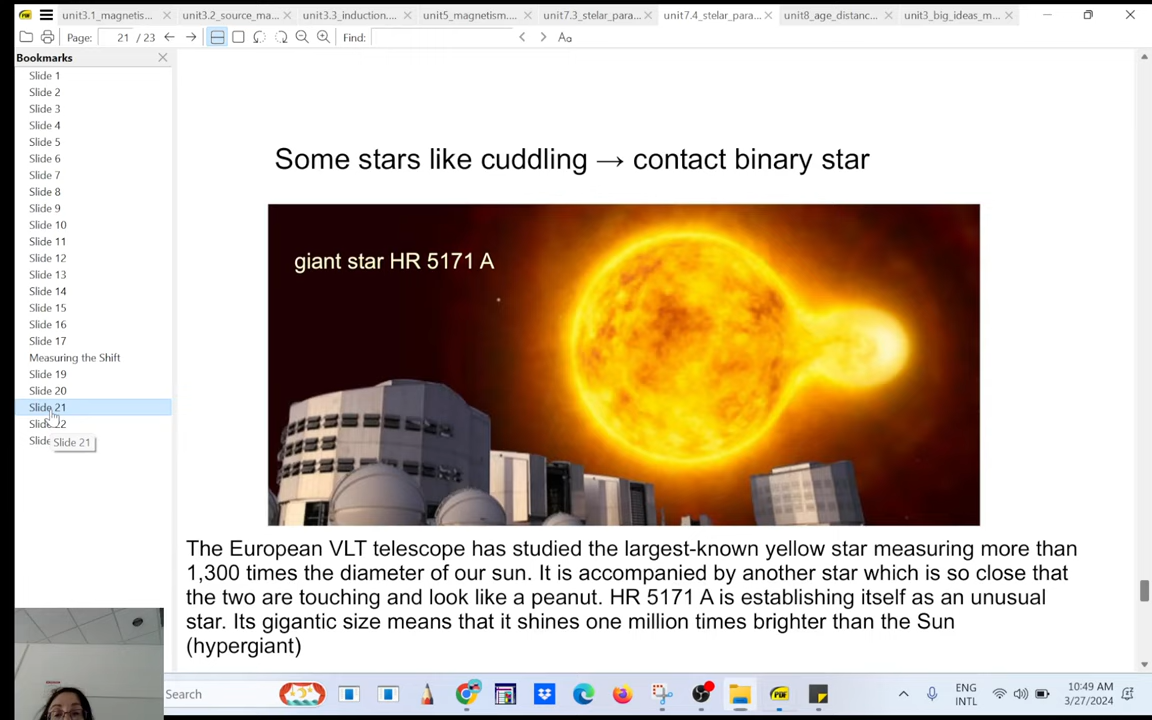 unit3.1_magnetis...
unit3.2_source_ma...
unit3.3_induction....
unit5_magnetism....
unit7.3_stelar_para...
unit7.4_stelar_para...
unit8_age_distanc...
unit3_big_ideas_m...
Page: 21 / 23
Find:
Aa
Bookmarks
Slide 1
Slide 2
Slide 3
Slide 4
Slide 5
Slide 6
Slide 7
Slide 8
Slide 9
Slide 10
Slide 11
Slide 12
Slide 13
Slide 14
Slide 15
Slide 16
Slide 17
Measuring the Shift
Slide 19
Slide 20
Slide 21
Slide 22
Slide
Slide 21
Some stars like cuddling → contact binary star
giant star HR 5171 A
The European VLT telescope has studied the largest-known yellow star measuring more than
1,300 times the diameter of our sun. It is accompanied by another star which is so close that
the two are touching and look like a peanut. HR 5171 A is establishing itself as an unusual
star. Its gigantic size means that it shines one million times brighter than the Sun
(hypergiant)
Search
PDF
ENG
INTL
10:49 AM
3/27/2024